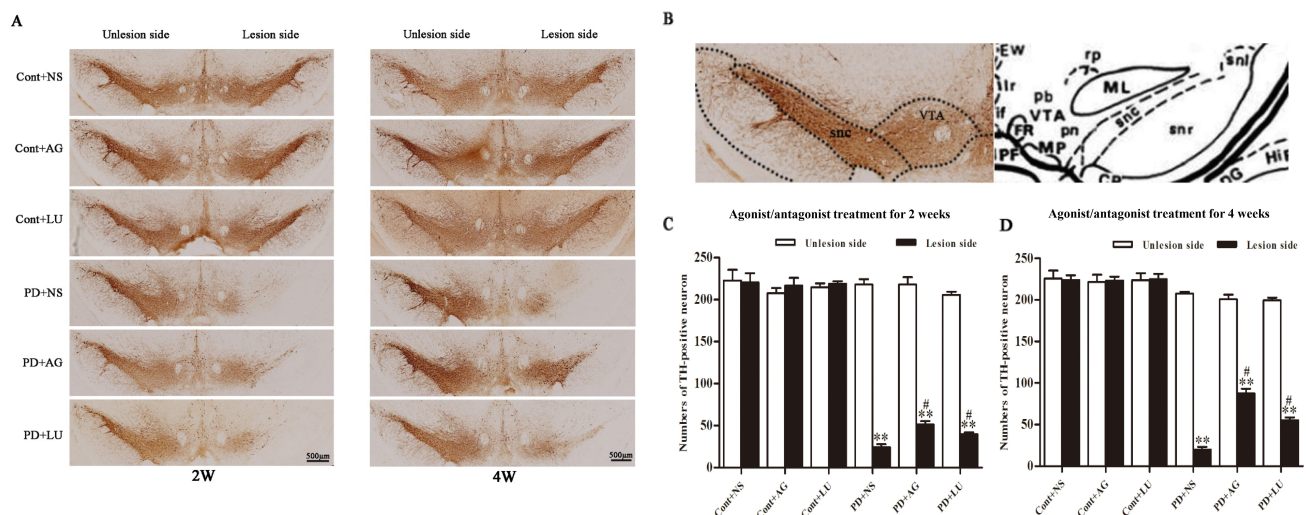 A
Unlesion side Lesion side Unlesion side Lesion side
Cont+NS
Cont+AG
Cont+LU
PD+NS
PD+AG
PD+LU
500μm
500μm
2W
4W
B
snc
VTA
Ew
rp
snl
lr
pb
ML
if
VTA
snc
FR
pn
snr
IPF
MP
CP
DG
Agonist/antagonist treatment for 2 weeks
C
Unlesion side Lesion side
Numbers of TH-positive neuron
250
200
150
100
50
0
**
#
**
#
**
Cont+NS
Cont+AG
Cont+LU
PD+NS
PD+AG
PD+LU
Agonist/antagonist treatment for 4 weeks
D
Unlesion side Lesion side
Numbers of TH-positive neuron
250
200
150
100
50
0
**
#
**
#
**
Cont+NS
Cont+AG
Cont+LU
PD+NS
PD+AG
PD+LU